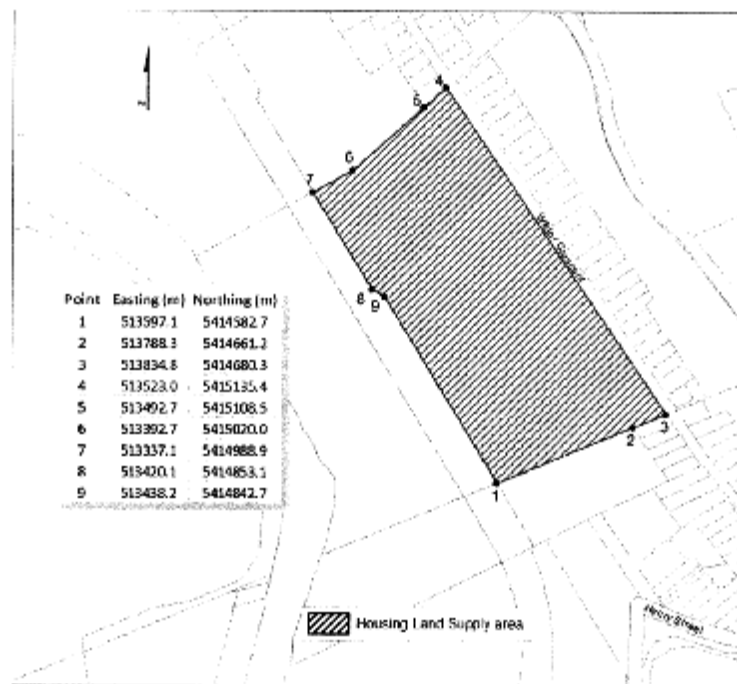 4
5
6
7
8
9
Point Easting (m) Northing (m)
1 513597.1 5414582.7
2 513788.3 5414661.2
3 513834.8 5414680.3
4 513523.0 5415135.4
5 513492.7 5415108.5
6 513392.7 5415020.0
7 513337.1 5414988.9
8 513420.1 5414853.1
9 513438.2 5414842.7
3
2
1
Housing Land Supply area
Henry Street